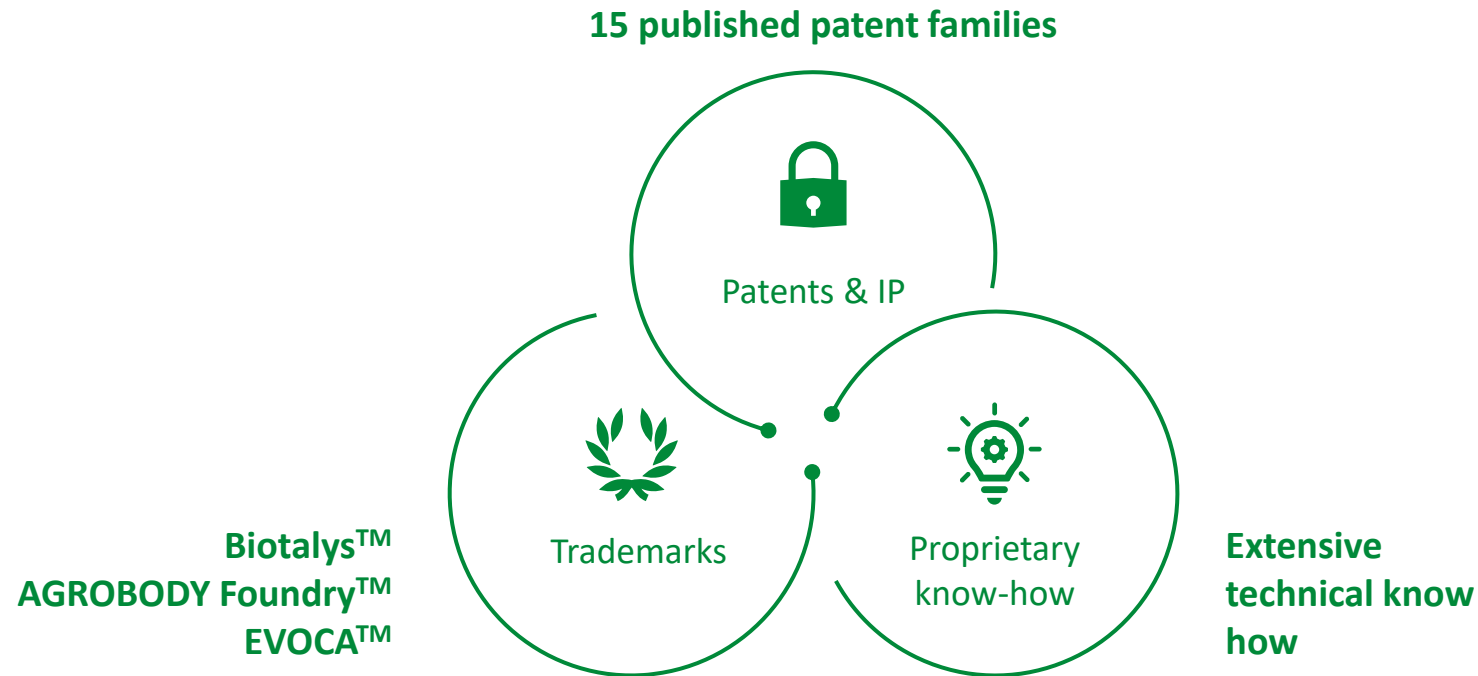 15 published patent families
Patents & IP
Trademarks
Biotalys™
AGROBODY Foundry™
EVOCA™
Proprietary
know-how
Extensive
technical know
how